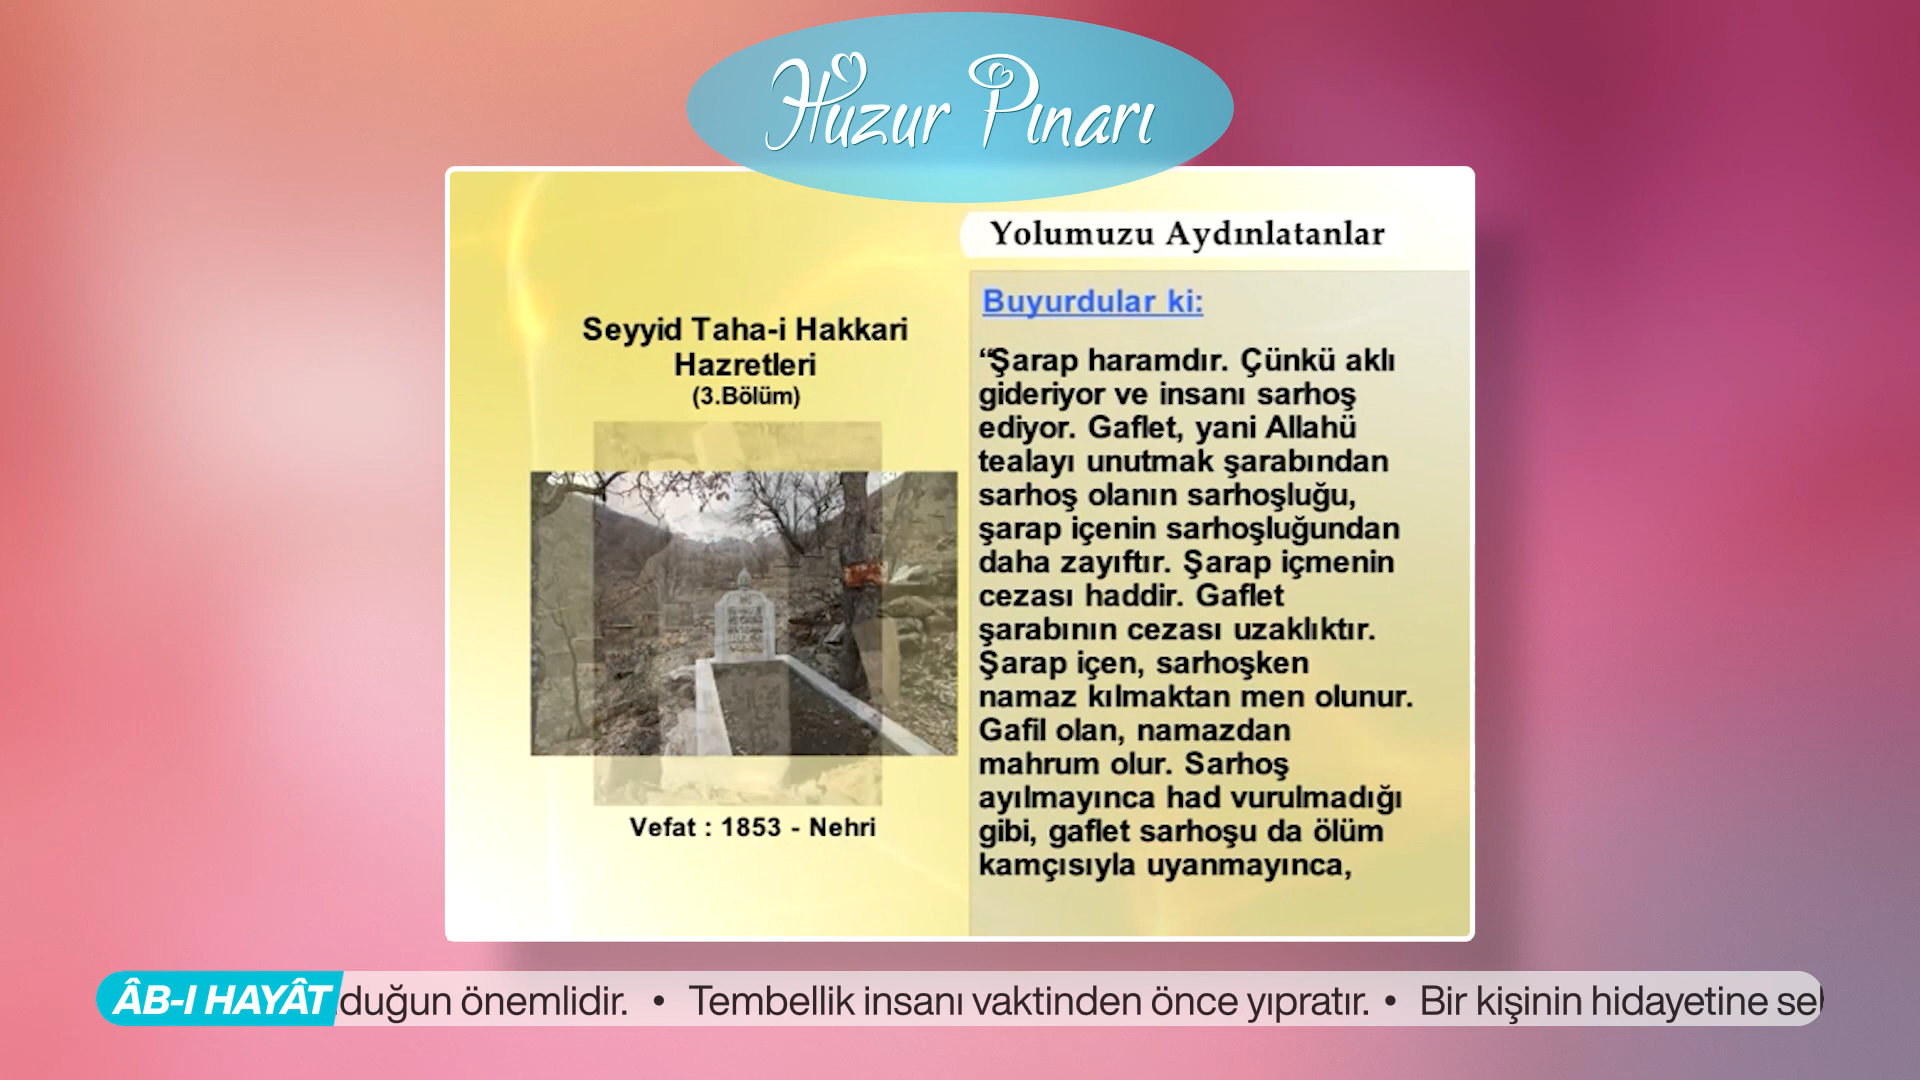 Huzur Pınarı
Yolumuzu Aydınlatanlar
Seyyid Taha-i Hakkari
Hazretleri
(3.Bölüm)
Vefat : 1853 - Nehri
Buyurdular ki:
“Şarap haramdır. Çünkü aklı
gideriyor ve insanı sarhoş
ediyor. Gaflet, yani Allahü
tealayı unutmak şarabından
sarhoş olanın sarhoşluğu,
şarap içenin sarhoşluğundan
daha zayıftır. Şarap içmenin
cezası haddir. Gaflet
şarabının cezası uzaklıktır.
Şarap içen, sarhoşken
namaz kılmaktan men olunur.
Gafil olan, namazdan
mahrum olur. Sarhoş
ayılmayınca had vurulmadığı
gibi, gaflet sarhoşu da ölüm
kamçısıyla uyanmayınca,
ÂB-I HAYÂT duğun önemlidir. • Tembellik insanı vaktinden önce yıpratır. • Bir kişinin hidayetine se